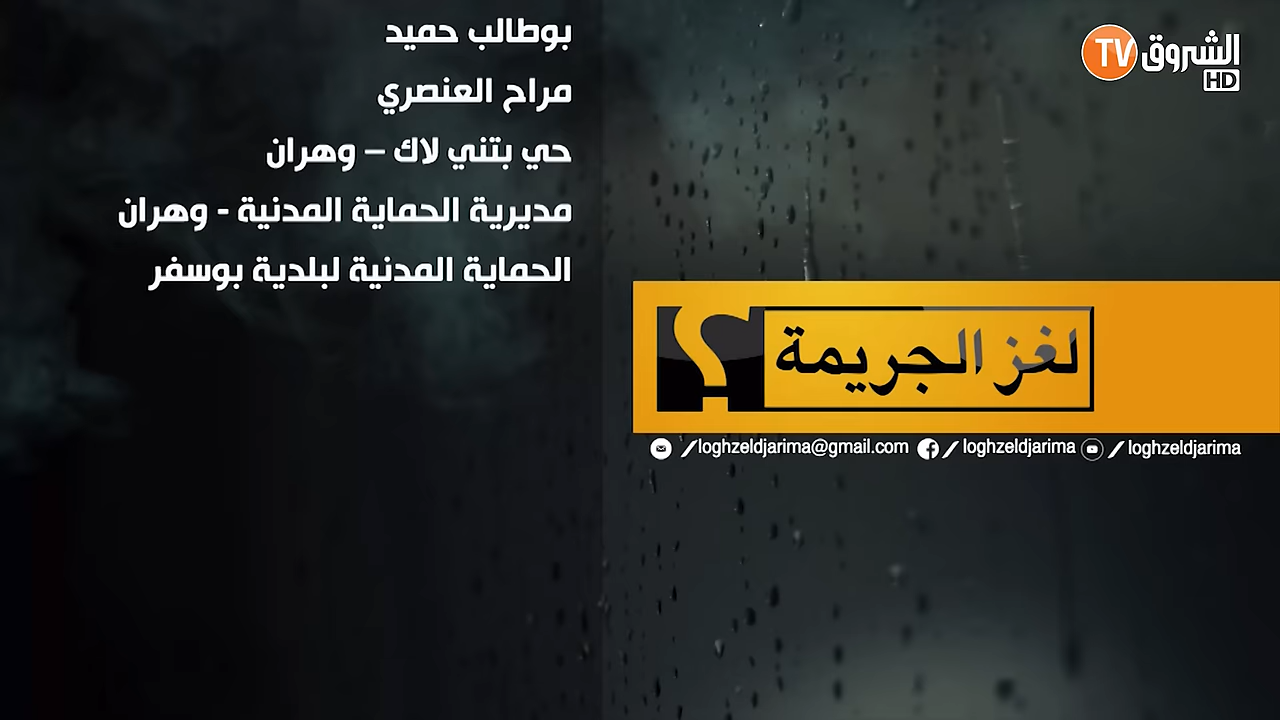 بوطالب حميد
مراح العنصري
حي بتني لاك – وهران
مديرية الحماية المدنية - وهران
الحماية المدنية لبلدية بوسفر
الشروق TV
HD
لغز الجريمة ؟
loghzeldjarima@gmail.com / loghzeldjarima / loghzeldjarima